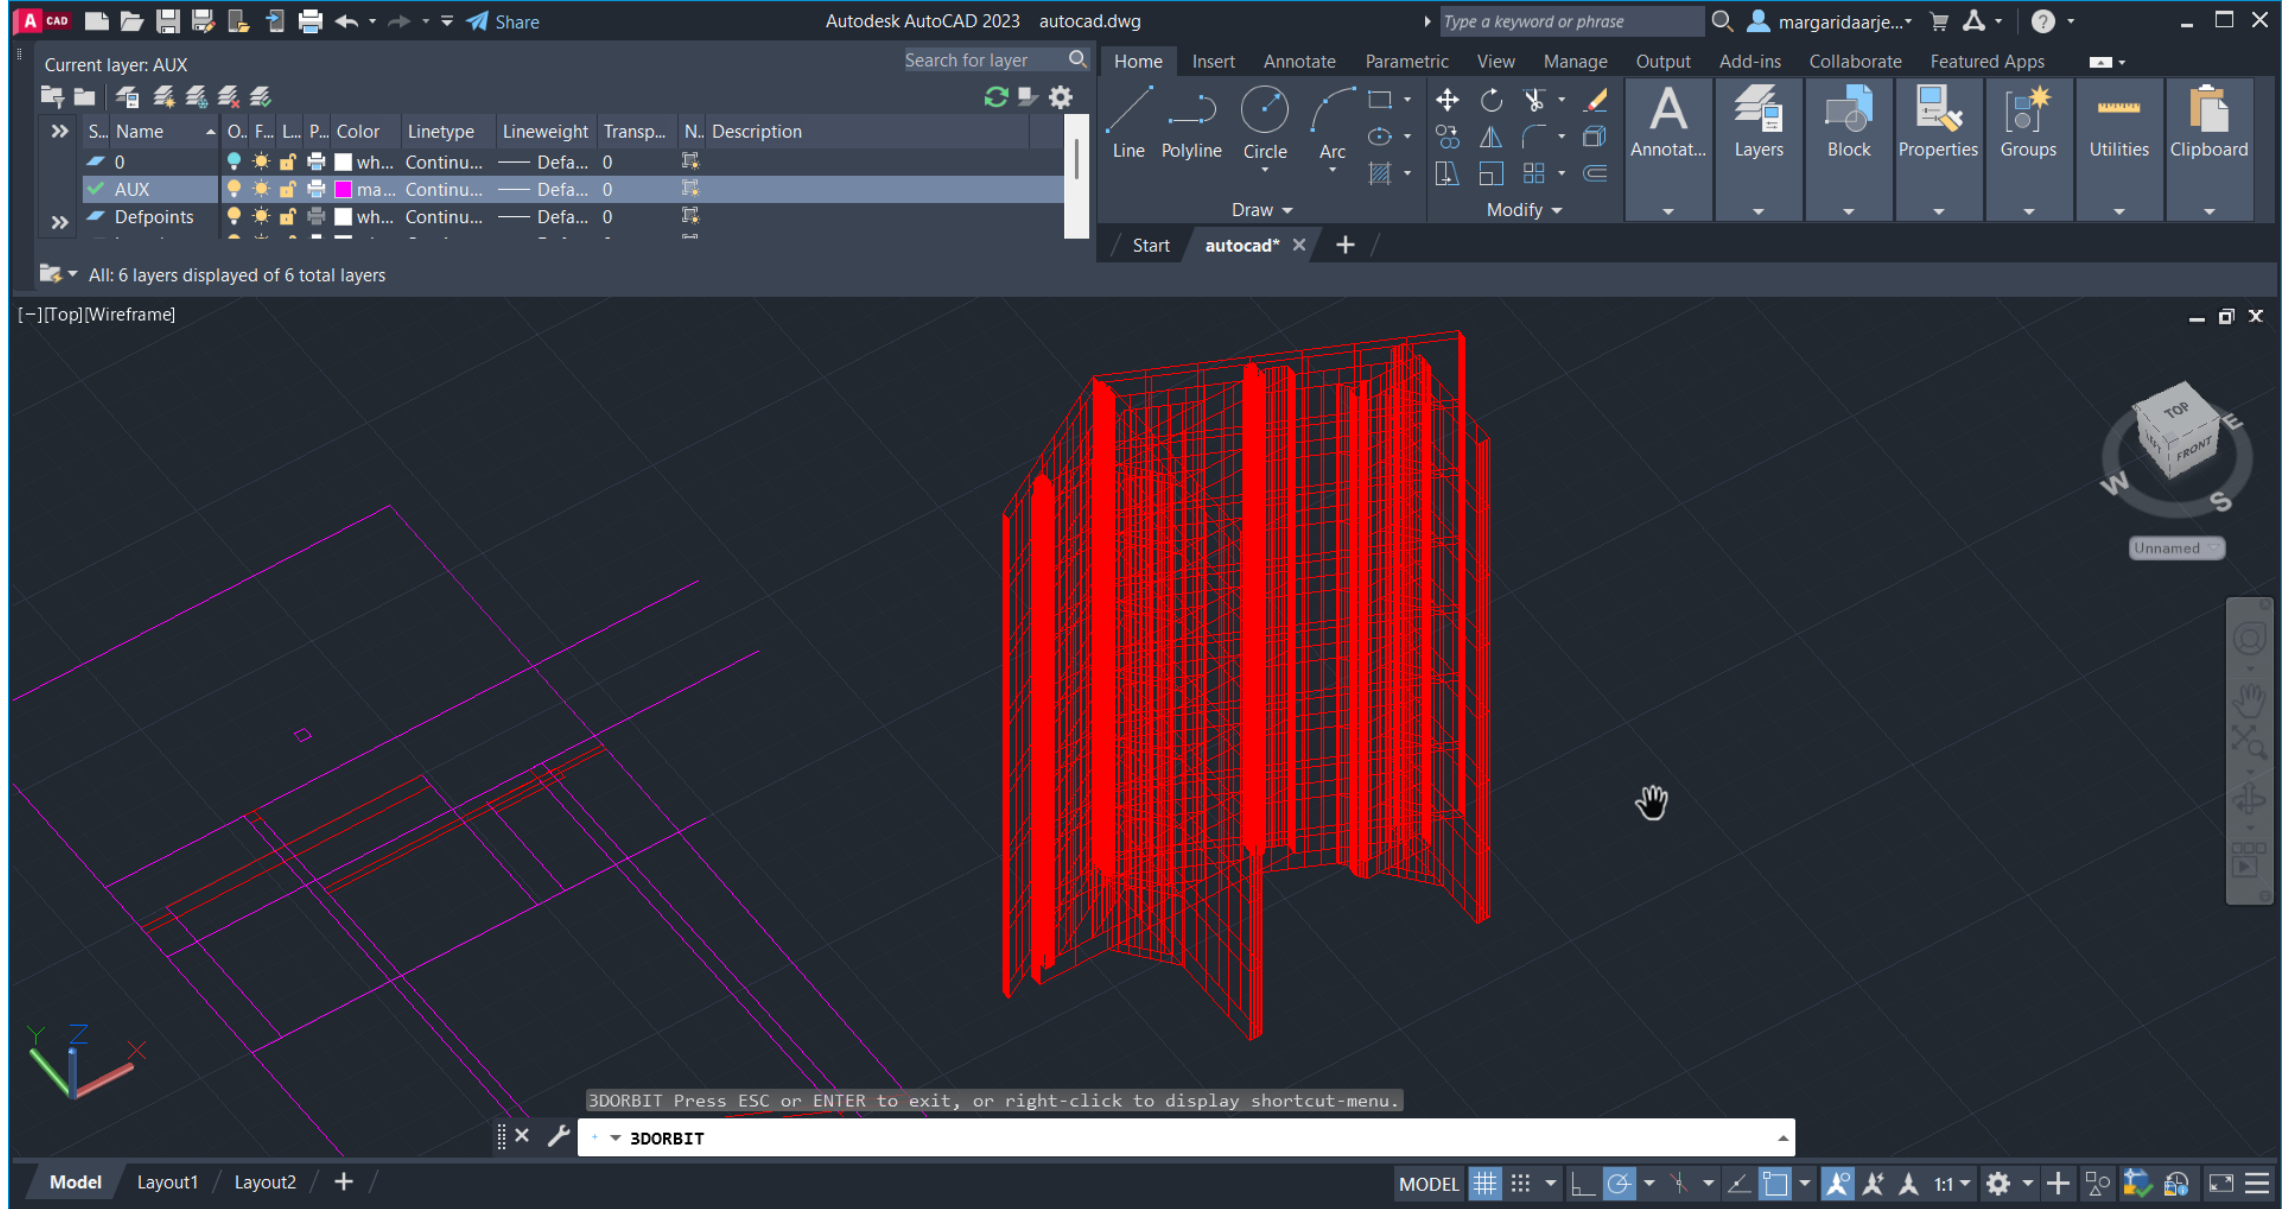 A CAD
Share
Autodesk AutoCAD 2023 autocad.dwg
Type a keyword or phrase
margaridaarje...
Current layer: AUX
Search for layer
Home Insert Annotate Parametric View Manage Output Add-ins Collaborate Featured Apps
S... Name O.. F... L... P... Color Linetype Lineweight Transp... N.. Description
0 wh... Continu... Defa... 0
AUX ma... Continu... Defa... 0
Defpoints wh... Continu... Defa... 0
Line Polyline Circle Arc
Annotat... Layers Block Properties Groups Utilities Clipboard
Draw Modify
Start autocad*
All: 6 layers displayed of 6 total layers
[−][Top][Wireframe]
TOP
LEFT
FRONT
E
W
S
Unnamed
Y Z X
3DORBIT Press ESC or ENTER to exit, or right-click to display shortcut-menu.
3DORBIT
Model Layout1 Layout2
MODEL
1:1